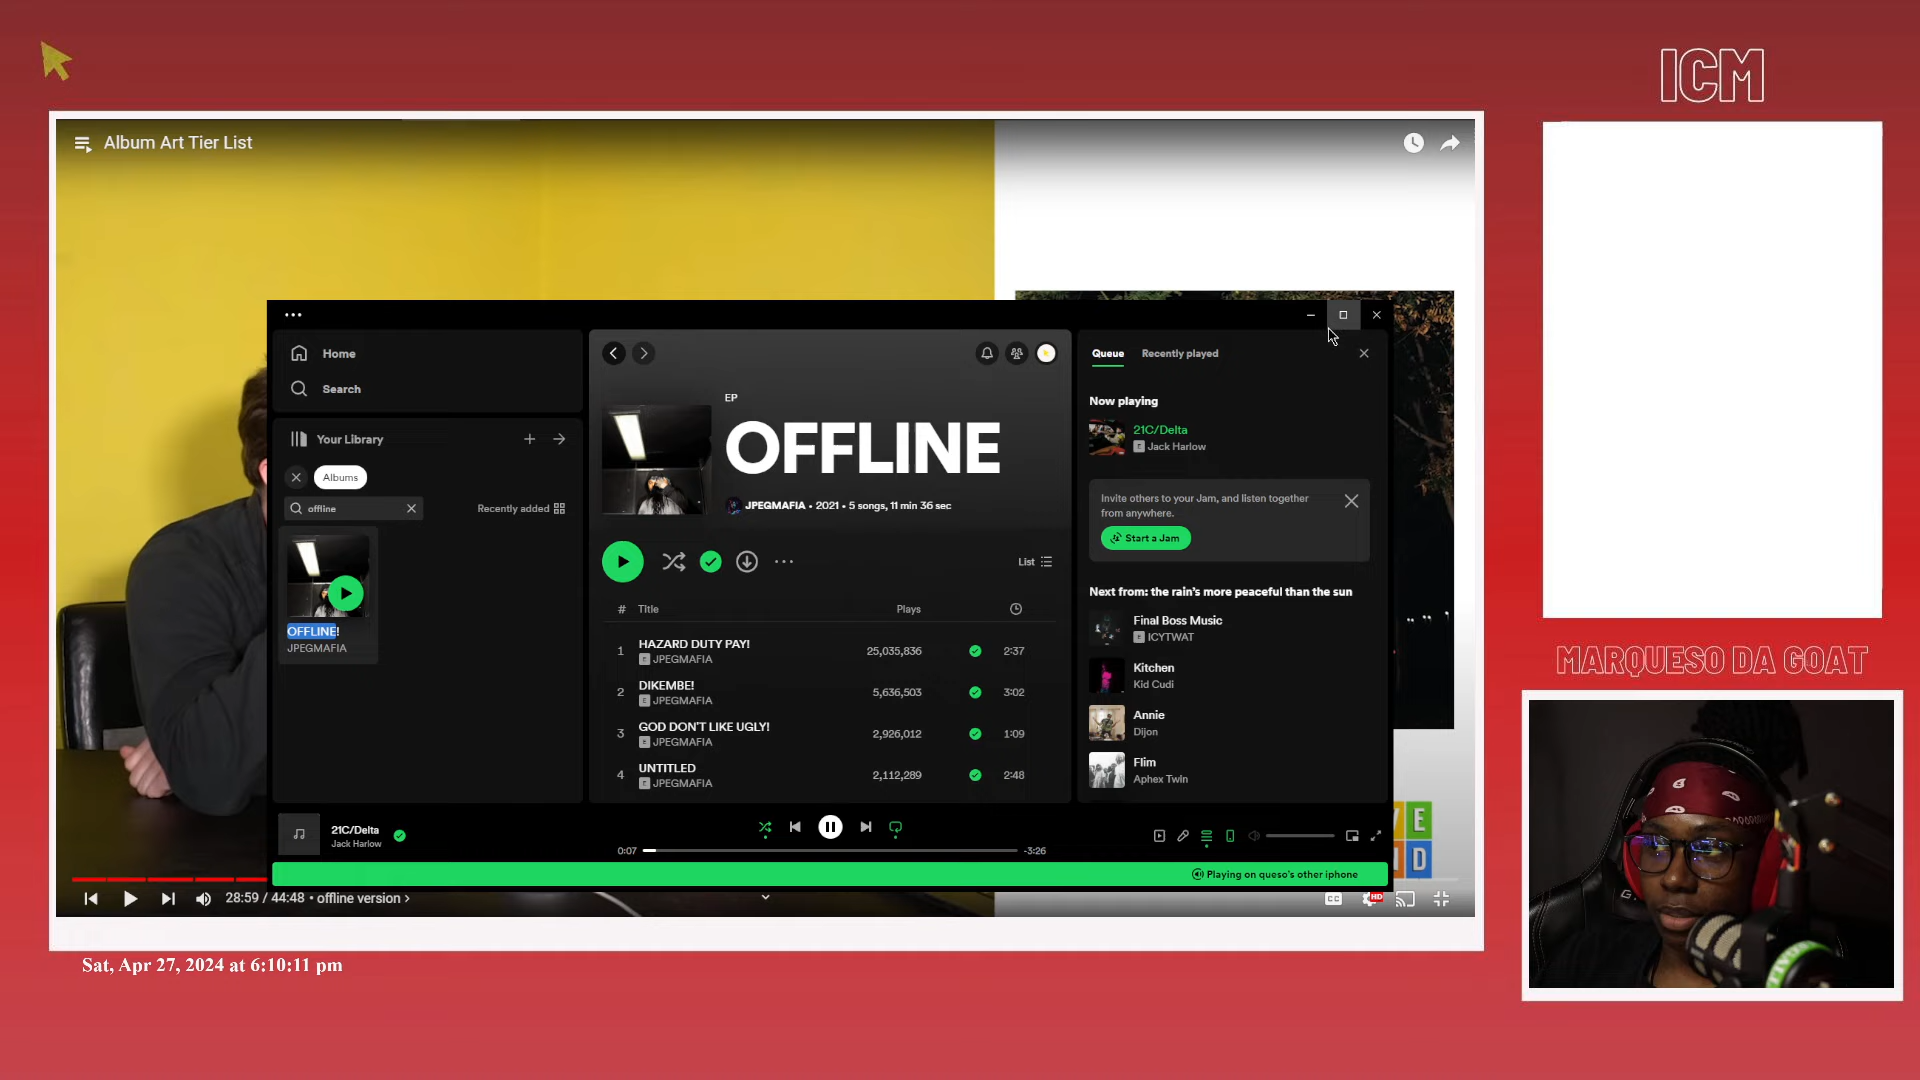 ICM
Album Art Tier List
Home
Search
Your Library
Albums
offline
Recently added
OFFLINE!
JPEGMAFIA
EP
OFFLINE
JPEGMAFIA • 2021 • 5 songs, 11 min 36 sec
List
# Title Plays
1 HAZARD DUTY PAY! 25,035,836 2:37
E JPEGMAFIA
2 DIKEMBE! 5,636,503 3:02
E JPEGMAFIA
3 GOD DON'T LIKE UGLY! 2,926,012 1:09
E JPEGMAFIA
4 UNTITLED 2,112,289 2:48
E JPEGMAFIA
Queue Recently played
Now playing
21C/Delta
E Jack Harlow
Invite others to your Jam, and listen together
from anywhere.
Start a Jam
Next from: the rain's more peaceful than the sun
Final Boss Music
E ICYTWAT
Kitchen
Kid Cudi
Annie
Dijon
Flim
Aphex Twin
21C/Delta
Jack Harlow
0:07 -3:26
Playing on queso's other iphone
E
D
28:59 / 44:48 • offline version ›
CC
HD
MARQUESO DA GOAT
Sat, Apr 27, 2024 at 6:10:11 pm